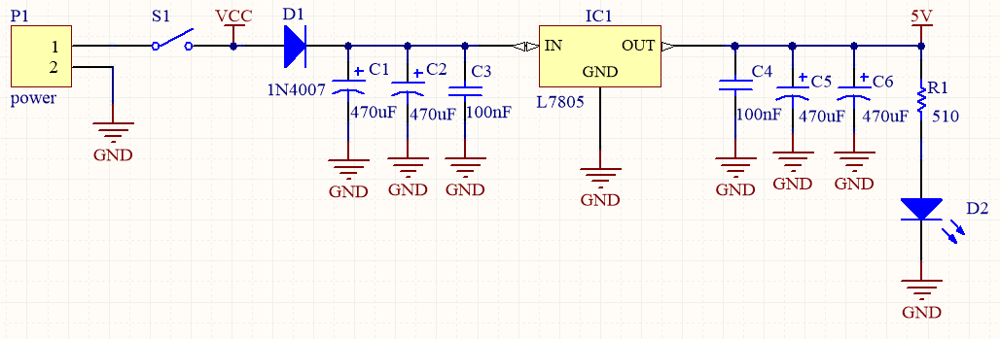 P1
1
2
power
GND
S1
VCC
D1
1N4007
+ C1
470uF
GND
+ C2
470uF
GND
C3
100nF
GND
IC1
IN
OUT
GND
L7805
GND
C4
100nF
GND
+ C5
470uF
GND
+ C6
470uF
GND
5V
R1
510
D2
GND